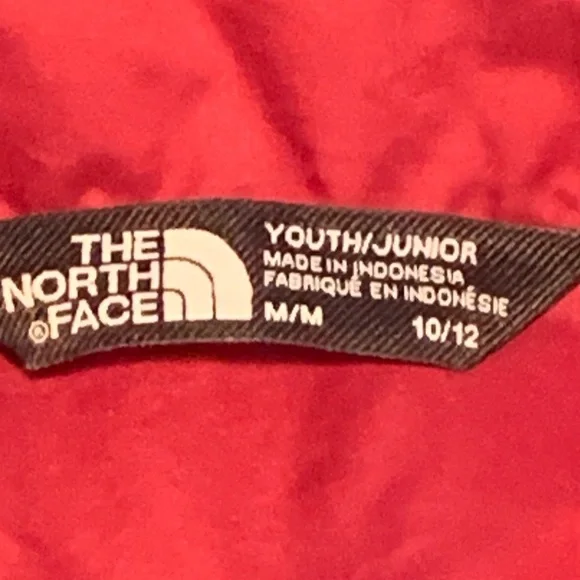 THE
NORTH
®FACE
YOUTH/JUNIOR
MADE IN INDONESIA
FABRIQUÉ EN INDONÉSIE
M/M 10/12